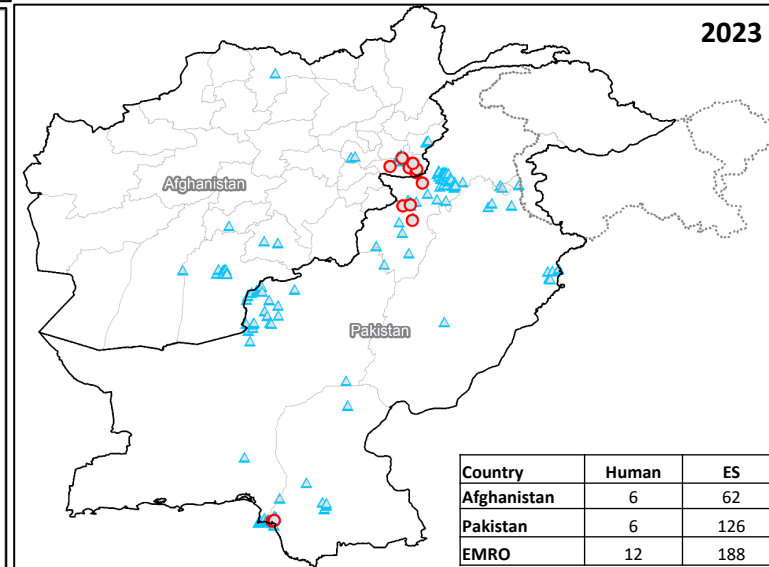 2023
Afghanistan
Pakistan
Country Human ES
Afghanistan 6 62
Pakistan 6 126
EMRO 12 188